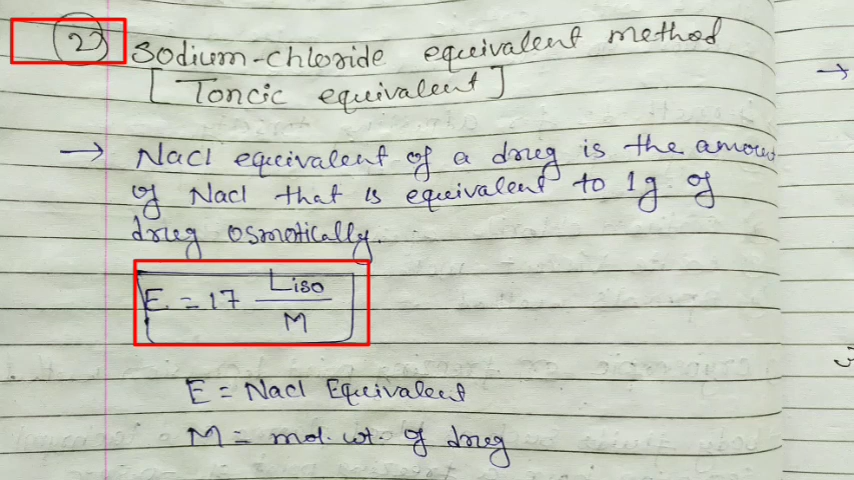 2) Sodium-chloride equivalent method
[Toncic equivalent]
→ Nacl equivalent of a drug is the amou
of Nacl that is equivalent to 1g of
drug osmotically.
E = 17 Liso / M
E = Nacl Equivalent
M = mol. wt. of drug